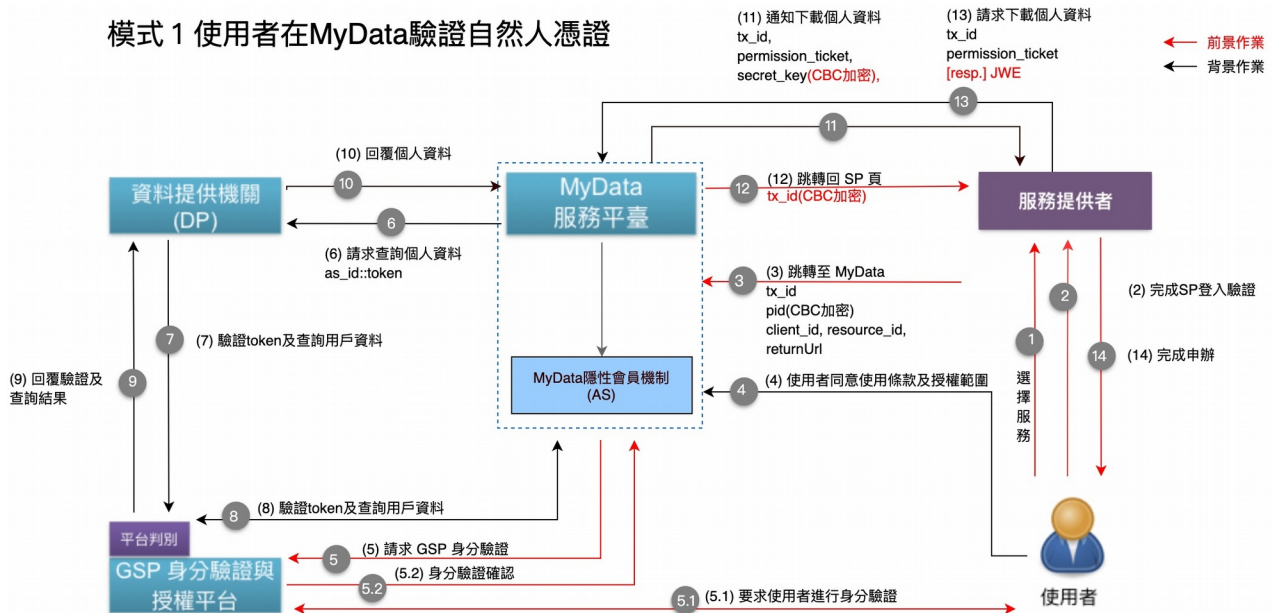 模式 1 使用者在MyData驗證自然人憑證
(11) 通知下載個人資料
tx_id,
permission_ticket,
secret_key(CBC加密),
(13) 請求下載個人資料
tx_id
permission_ticket
[resp.] JWE
前景作業
背景作業
13
11
(10) 回覆個人資料
10
資料提供機關
(DP)
MyData
服務平臺
12
(12) 跳轉回 SP 頁
tx_id(CBC加密)
服務提供者
6
(6) 請求查詢個人資料
as_id::token
3
(3) 跳轉至 MyData
tx_id
pid(CBC加密)
client_id, resource_id,
returnUrl
2
(2) 完成SP登入驗證
1
選擇服務
14
(14) 完成申辦
7
(7) 驗證token及查詢用戶資料
9
(9) 回覆驗證及
查詢結果
MyData隱性會員機制
(AS)
4
(4) 使用者同意使用條款及授權範圍
8
(8) 驗證token及查詢用戶資料
平台判別
GSP 身分驗證與
授權平台
5
(5) 請求 GSP 身分驗證
5.2
(5.2) 身分驗證確認
5.1
(5.1) 要求使用者進行身分驗證
使用者